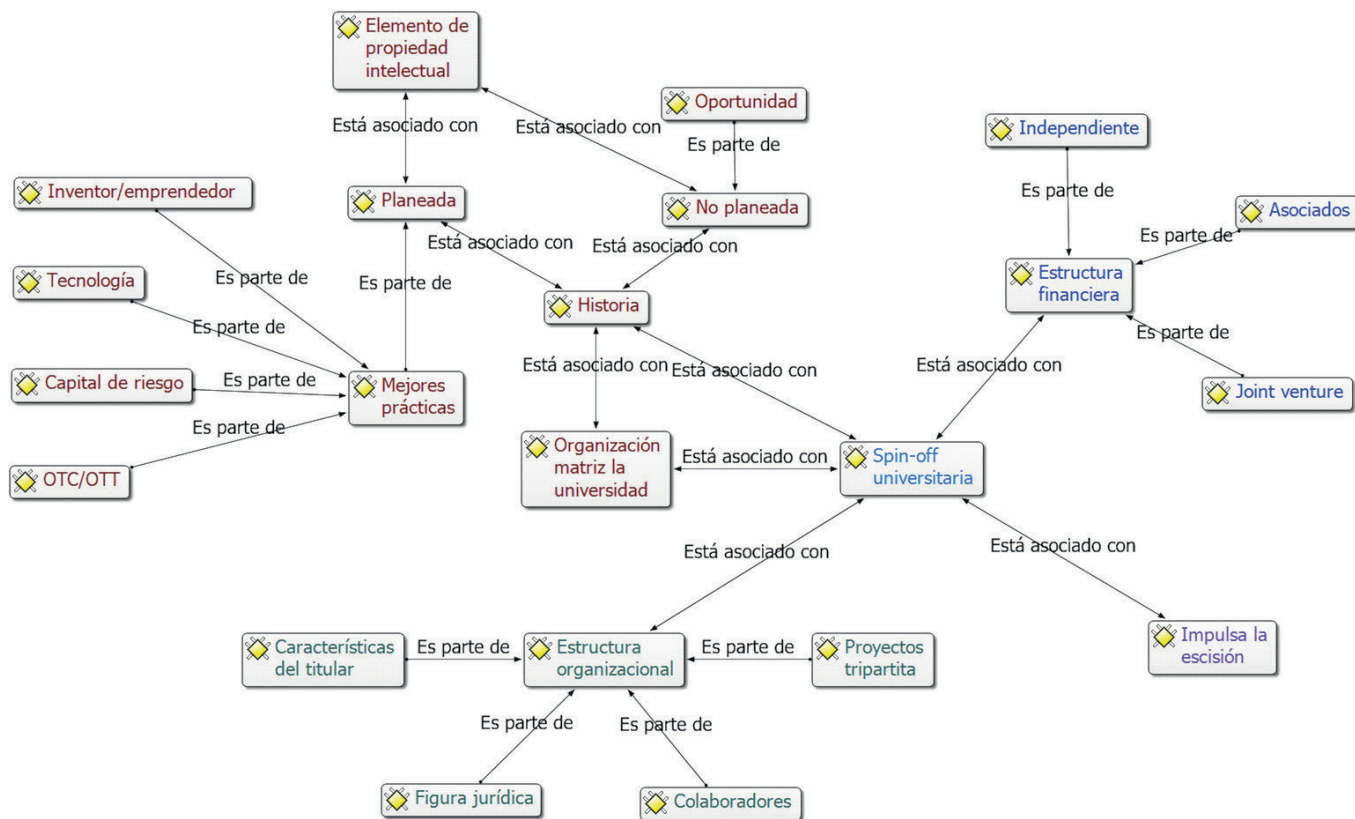 Elemento de
propiedad
intelectual
Oportunidad
Está asociado con
Está asociado con
Independiente
Es parte de
Inventor/emprendedor
Planeada
No planeada
Es parte de
Asociados
Es parte de
Está asociado con
Está asociado con
Tecnología
Es parte de
Es parte de
Historia
Estructura
financiera
Es parte de
Es parte de
Capital de riesgo
Es parte de
Mejores
prácticas
Está asociado con
Está asociado con
Está asociado con
Joint venture
Es parte de
OTC/OTT
Organización
matriz la
universidad
Está asociado con
Spin-off
universitaria
Está asociado con
Está asociado con
Características
del titular
Es parte de
Estructura
organizacional
Es parte de
Proyectos
tripartita
Impulsa la
escisión
Es parte de
Es parte de
Figura jurídica
Colaboradores